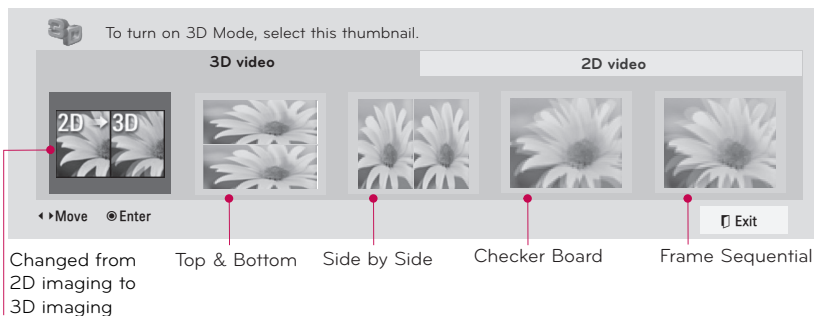 3D
To turn on 3D Mode, select this thumbnail.
3D video
2D video
2D → 3D
Move
Enter
Exit
Changed from
2D imaging to
3D imaging
Top & Bottom
Side by Side
Checker Board
Frame Sequential